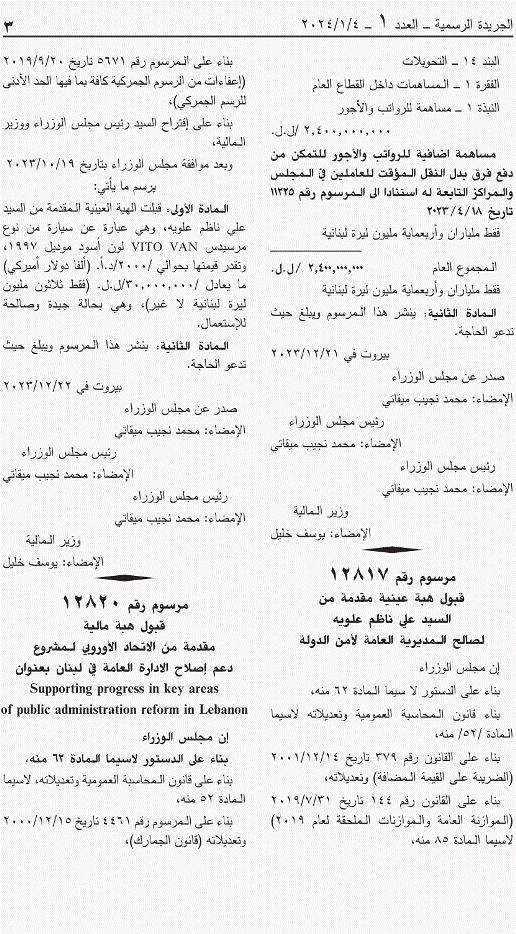 الجريدة الرسمية ــ العدد ١ ــ ٢٠٢٤/١/٤
٣
البند ١٤ ــ التحويلات
الفقرة ١ ــ المساهمات داخل القطاع العام
النبذة ١ ــ مساهمة للرواتب والأجور
٢,٤٠٠,٠٠٠,٠٠٠ /ل.ل.
مساهمة اضافية للرواتب والأجور للتمكن من
دفع فرق بدل النقل المؤقت للعاملين في المجلس
والمراكز التابعة له استنادا الى المرسوم رقم ١١٢٢٥
تاريخ ٢٠٢٣/٤/١٨
فقط ملياران وأربعماية مليون ليرة لبنانية
المجموع العام ٢,٤٠٠,٠٠٠,٠٠٠ /ل.ل.
فقط ملياران وأربعماية مليون ليرة لبنانية
المادة الثانية: ينشر هذا المرسوم ويبلغ حيث
تدعو الحاجة.
بيروت في ٢٠٢٣/١٢/٢١
صدر عن مجلس الوزراء
الإمضاء: محمد نجيب ميقاتي
رئيس مجلس الوزراء
الإمضاء: محمد نجيب ميقاتي
رئيس مجلس الوزراء
الإمضاء: محمد نجيب ميقاتي
وزير المالية
الإمضاء: يوسف خليل
مرسوم رقم ١٢٨١٧
قبول هبة عينية مقدمة من
السيد علي ناظم علويه
لصالح المديرية العامة لأمن الدولة
إن مجلس الوزراء
بناء على الدستور لا سيما المادة ٦٢ منه،
بناء قانون المحاسبة العمومية وتعديلاته لاسيما
المادة /٥٢/ منه،
بناء على القانون رقم ٣٧٩ تاريخ ٢٠٠١/١٢/١٤
(الضريبة على القيمة المضافة) وتعديلاته،
بناء على القانون رقم ١٤٤ تاريخ ٢٠١٩/٧/٣١
(الموازنة العامة والموازنات الملحقة لعام ٢٠١٩)
لاسيما المادة ٨٥ منه،
بناء على المرسوم رقم ٥٦٧١ تاريخ ٢٠١٩/٩/٢٠
(إعفاءات من الرسوم الجمركية كافة بما فيها الحد الأدنى
للرسم الجمركي)،
بناء على إقتراح السيد رئيس مجلس الوزراء ووزير
المالية،
وبعد موافقة مجلس الوزراء بتاريخ ٢٠٢٣/١٠/١٩
يرسم ما يأتي:
المادة الأولى: قبلت الهبة العينية المقدمة من السيد
علي ناظم علويه، وهي عبارة عن سيارة من نوع
مرسيدس VITO VAN لون أسود موديل ١٩٩٧،
وتقدر قيمتها بحوالي /٢٠٠٠/د.أ. (ألفا دولار أميركي)
ما يعادل /٣٠,٠٠٠,٠٠٠/ل.ل. (فقط ثلاثون مليون
ليرة لبنانية لا غير)، وهي بحالة جيدة وصالحة
للإستعمال.
المادة الثانية: ينشر هذا المرسوم ويبلغ حيث
تدعو الحاجة.
بيروت في ٢٠٢٣/١٢/٢٢
صدر عن مجلس الوزراء
الإمضاء: محمد نجيب ميقاتي
رئيس مجلس الوزراء
الإمضاء: محمد نجيب ميقاتي
رئيس مجلس الوزراء
الإمضاء: محمد نجيب ميقاتي
وزير المالية
الإمضاء: يوسف خليل
مرسوم رقم ١٢٨٢٠
قبول هبة مالية
مقدمة من الاتحاد الأوروبي لمشروع
دعم إصلاح الادارة العامة في لبنان بعنوان
Supporting progress in key areas
of public administration reform in Lebanon
إن مجلس الوزراء
بناء على الدستور لاسيما المادة ٦٢ منه،
بناء على قانون المحاسبة العمومية وتعديلاته، لاسيما
المادة ٥٢ منه،
بناء على المرسوم رقم ٤٤٦١ تاريخ ٢٠٠٠/١٢/١٥
وتعديلاته (قانون الجمارك)،